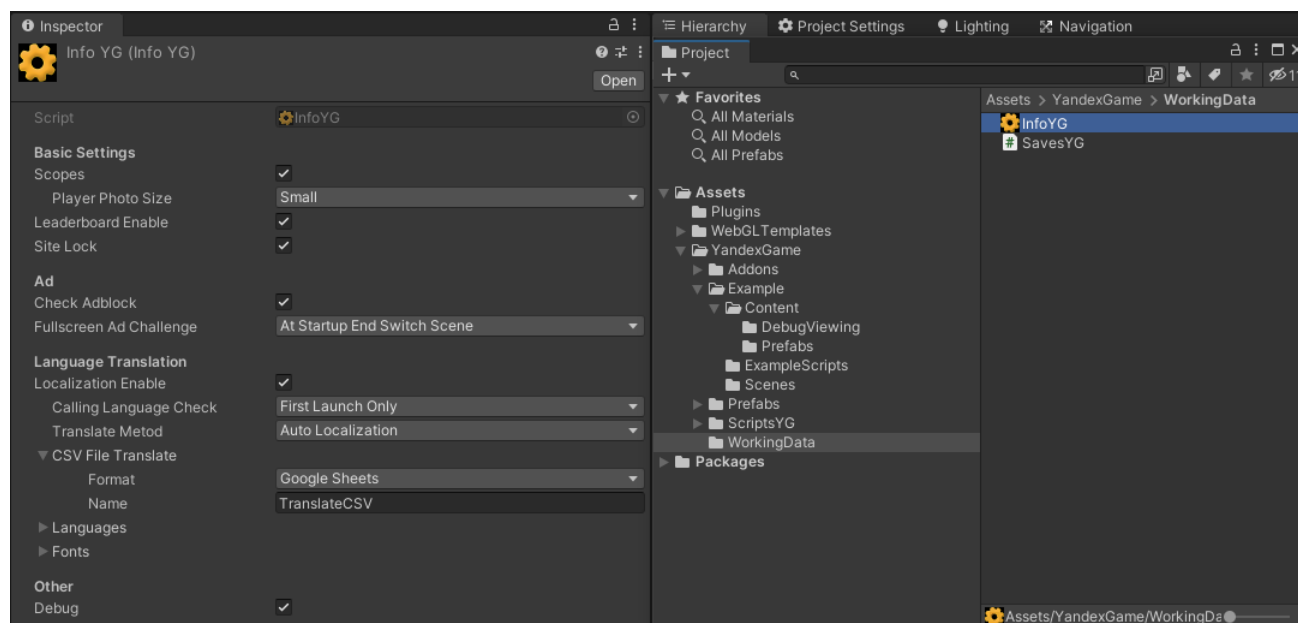 Inspector
Info YG (Info YG)
Open
Script InfoYG
Basic Settings
Scopes
Player Photo Size Small
Leaderboard Enable
Site Lock
Ad
Check Adblock
Fullscreen Ad Challenge At Startup End Switch Scene
Language Translation
Localization Enable
Calling Language Check First Launch Only
Translate Metod Auto Localization
CSV File Translate
Format Google Sheets
Name TranslateCSV
Languages
Fonts
Other
Debug
Hierarchy Project Settings Lighting Navigation
Project
Favorites
All Materials
All Models
All Prefabs
Assets
Plugins
WebGLTemplates
YandexGame
Addons
Example
Content
DebugViewing
Prefabs
ExampleScripts
Scenes
Prefabs
ScriptsYG
WorkingData
Packages
Assets > YandexGame > WorkingData
InfoYG
SavesYG
Assets/YandexGame/WorkingDa